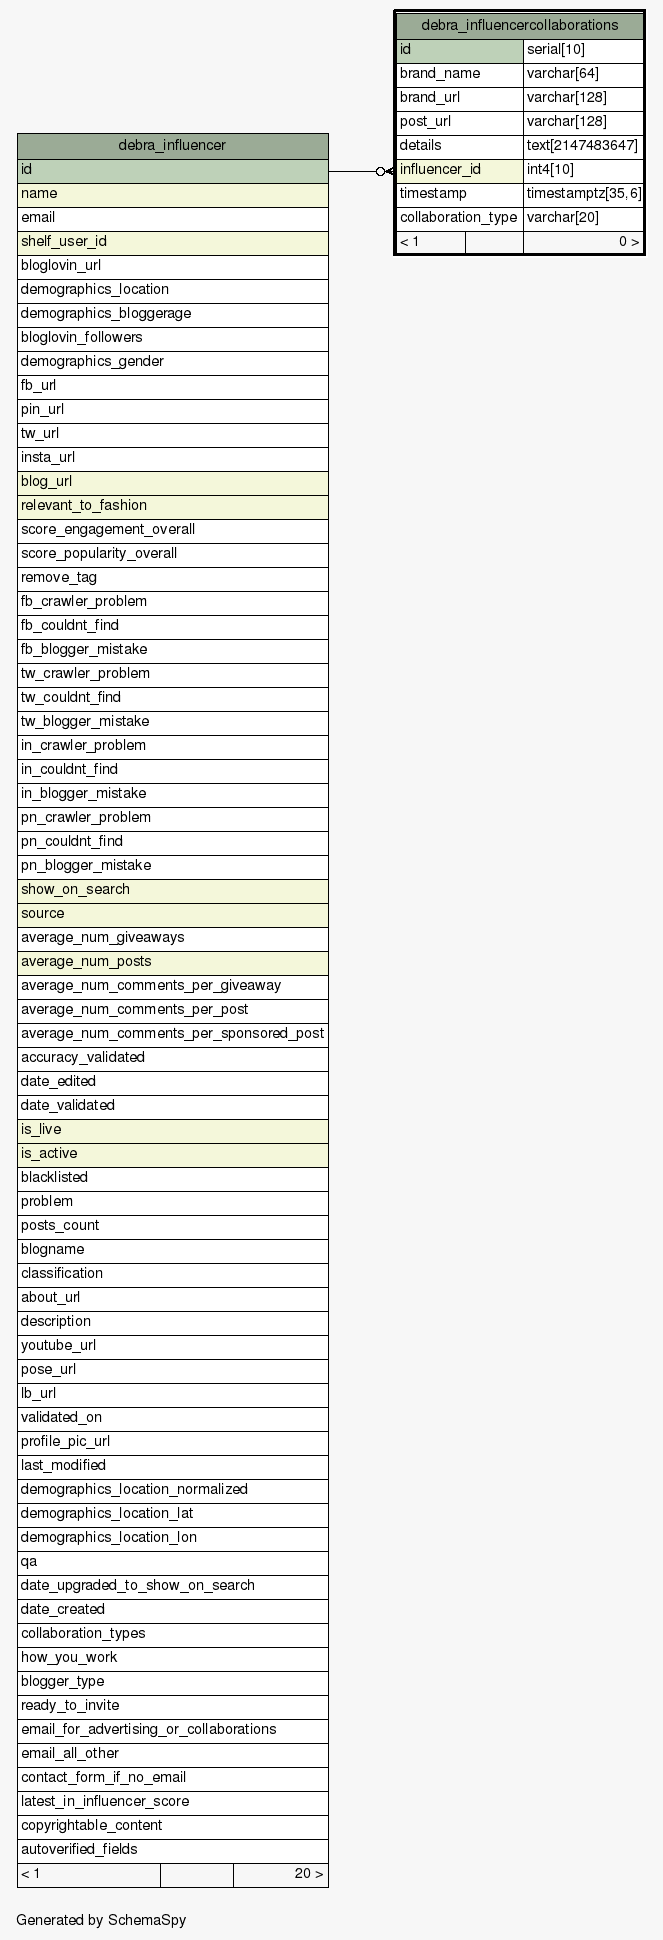 debra_influencercollaborations
id serial[10]
brand_name varchar[64]
brand_url varchar[128]
post_url varchar[128]
details text[2147483647]
influencer_id int4[10]
timestamp timestamptz[35,6]
collaboration_type varchar[20]
< 1 0 >
debra_influencer
id
name
email
shelf_user_id
bloglovin_url
demographics_location
demographics_bloggerage
bloglovin_followers
demographics_gender
fb_url
pin_url
tw_url
insta_url
blog_url
relevant_to_fashion
score_engagement_overall
score_popularity_overall
remove_tag
fb_crawler_problem
fb_couldnt_find
fb_blogger_mistake
tw_crawler_problem
tw_couldnt_find
tw_blogger_mistake
in_crawler_problem
in_couldnt_find
in_blogger_mistake
pn_crawler_problem
pn_couldnt_find
pn_blogger_mistake
show_on_search
source
average_num_giveaways
average_num_posts
average_num_comments_per_giveaway
average_num_comments_per_post
average_num_comments_per_sponsored_post
accuracy_validated
date_edited
date_validated
is_live
is_active
blacklisted
problem
posts_count
blogname
classification
about_url
description
youtube_url
pose_url
lb_url
validated_on
profile_pic_url
last_modified
demographics_location_normalized
demographics_location_lat
demographics_location_lon
qa
date_upgraded_to_show_on_search
date_created
collaboration_types
how_you_work
blogger_type
ready_to_invite
email_for_advertising_or_collaborations
email_all_other
contact_form_if_no_email
latest_in_influencer_score
copyrightable_content
autoverified_fields
< 1 20 >
Generated by SchemaSpy